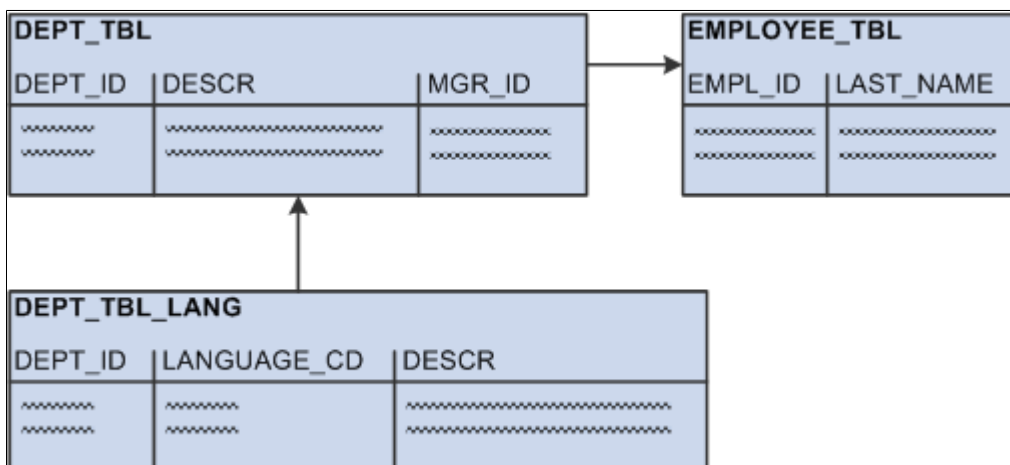 DEPT_TBL
DEPT_ID DESCR MGR_ID
EMPLOYEE_TBL
EMPL_ID LAST_NAME
DEPT_TBL_LANG
DEPT_ID LANGUAGE_CD DESCR